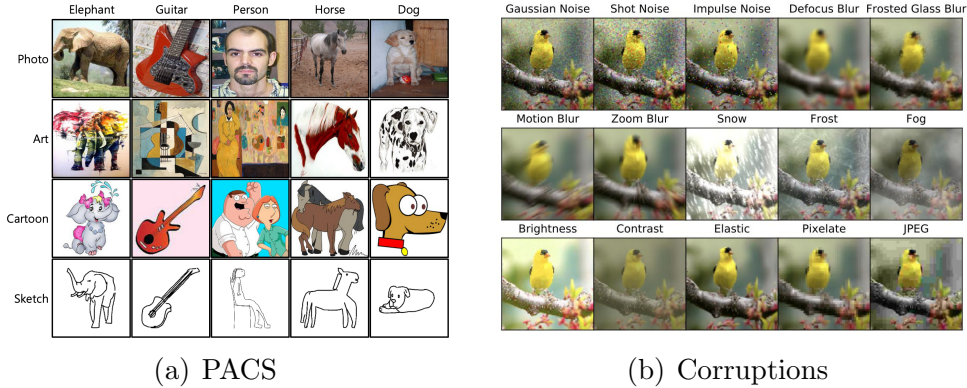 Elephant Guitar Person Horse Dog
Photo
Art
Cartoon
Sketch
(a) PACS
Gaussian Noise Shot Noise Impulse Noise Defocus Blur Frosted Glass Blur
Motion Blur Zoom Blur Snow Frost Fog
Brightness Contrast Elastic Pixelate JPEG
(b) Corruptions